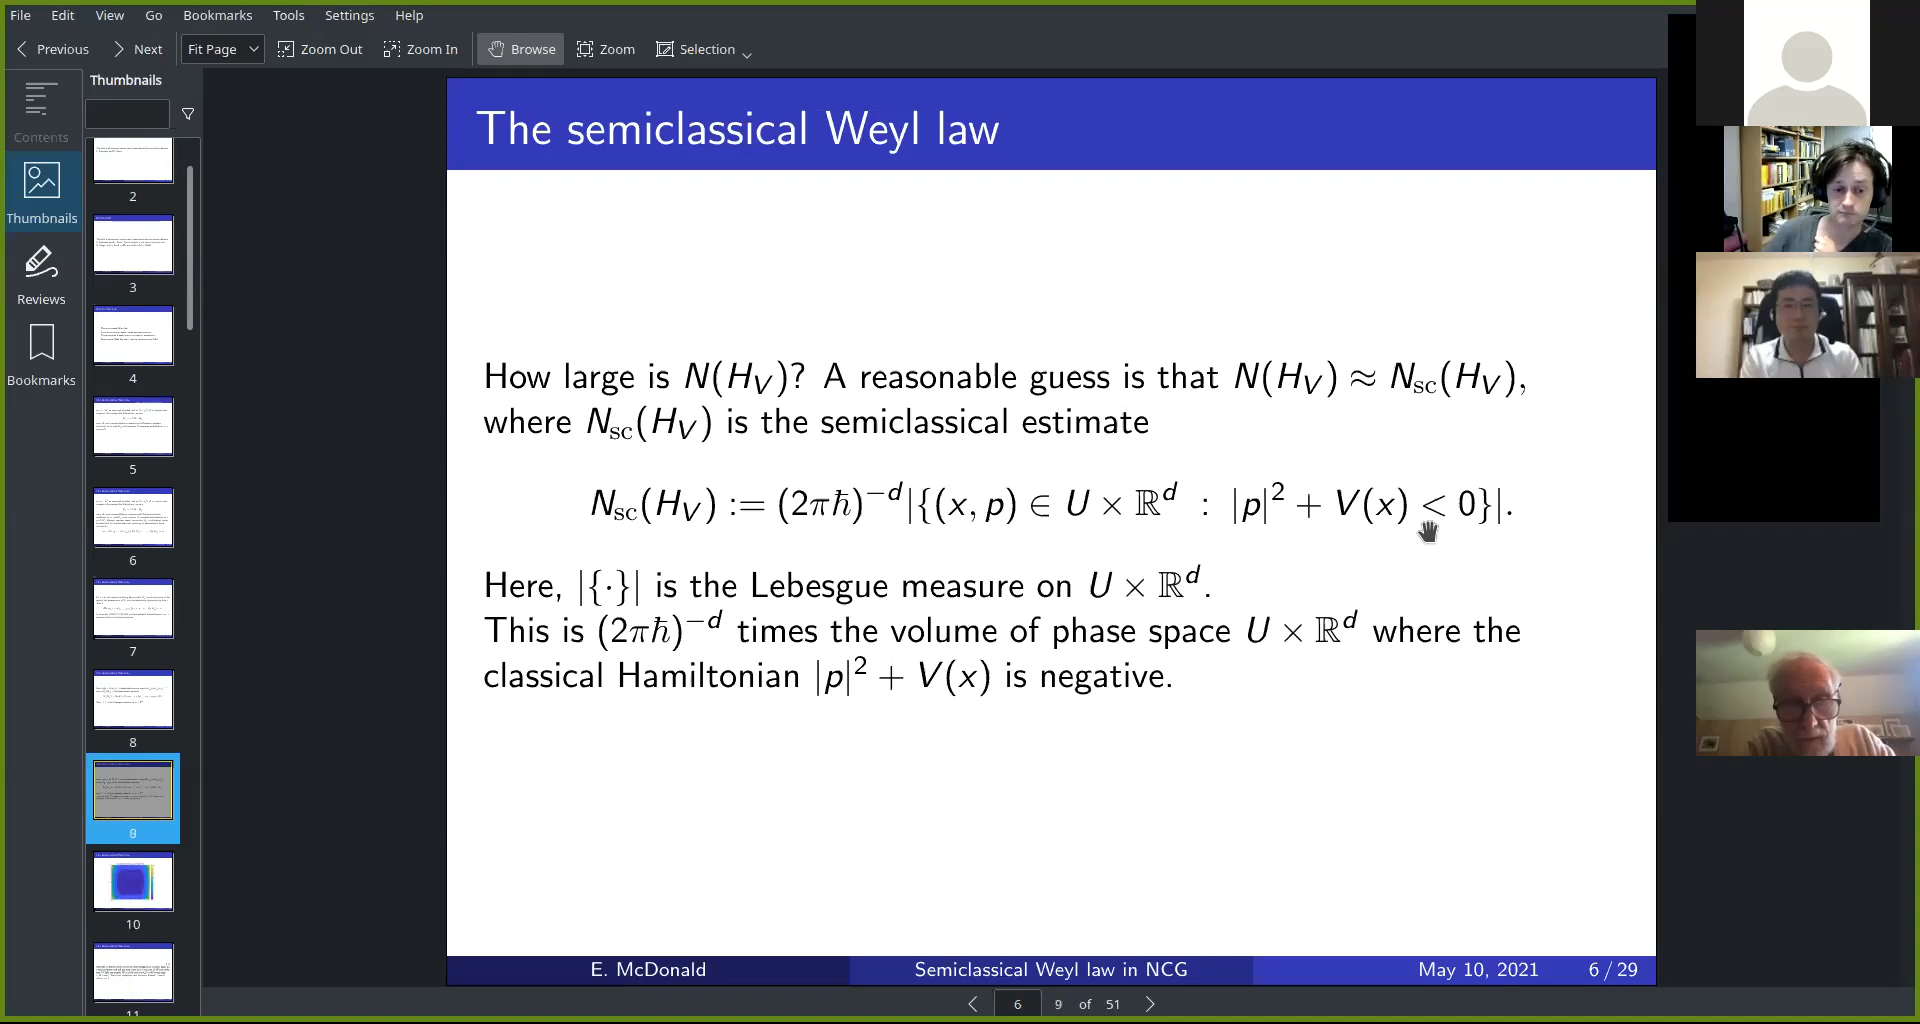 File Edit View Go Bookmarks Tools Settings Help
Previous Next Fit Page Zoom Out Zoom In Browse Zoom Selection
Contents
Thumbnails
Reviews
Bookmarks
Thumbnails
2
3
4
5
6
7
8
9
10
11
The semiclassical Weyl law
How large is N(H_V)? A reasonable guess is that N(H_V) ≈ N_sc(H_V),
where N_sc(H_V) is the semiclassical estimate
N_sc(H_V) := (2πħ)^{-d}|{(x, p) ∈ U × ℝ^d : |p|² + V(x) < 0}|.
Here, |{·}| is the Lebesgue measure on U × ℝ^d.
This is (2πħ)^{-d} times the volume of phase space U × ℝ^d where the
classical Hamiltonian |p|² + V(x) is negative.
E. McDonald Semiclassical Weyl law in NCG May 10, 2021 6 / 29
6 9 of 51